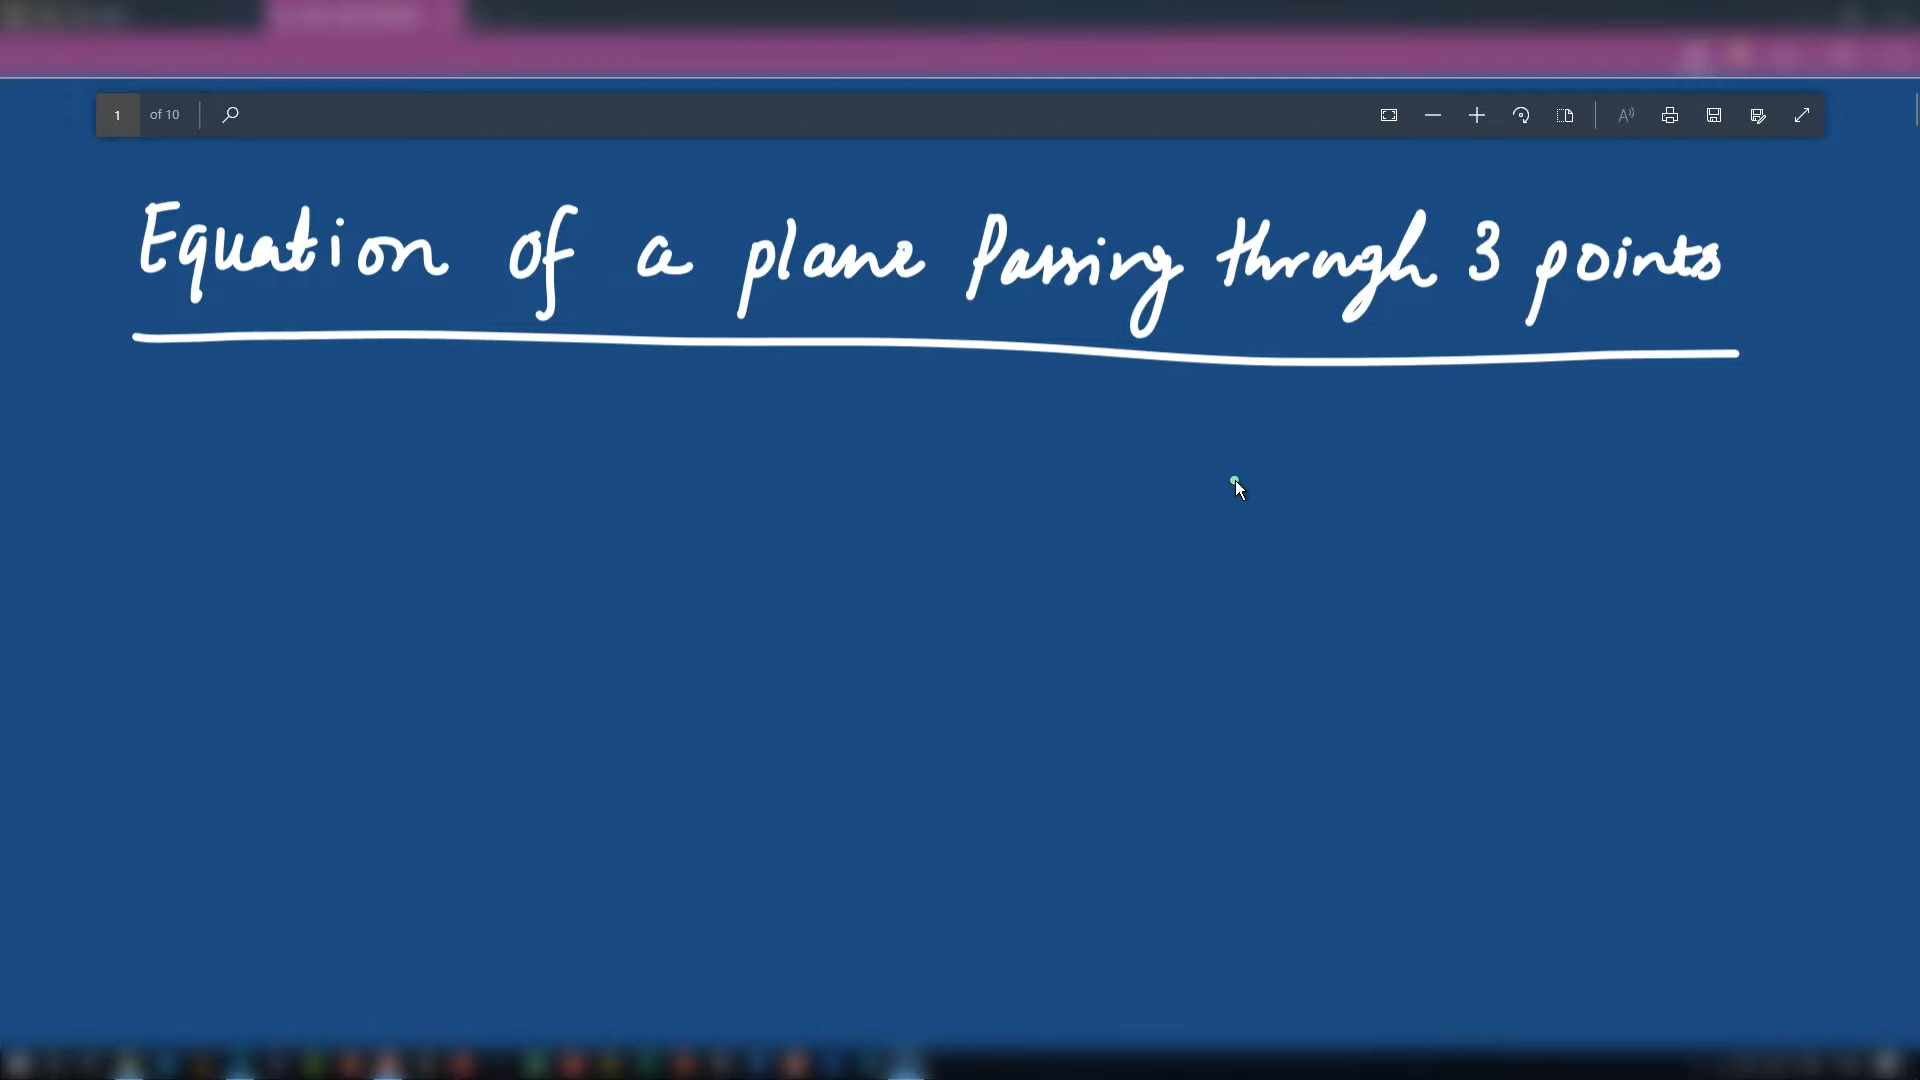 1 of 10
Equation of a plane Passing through 3 points